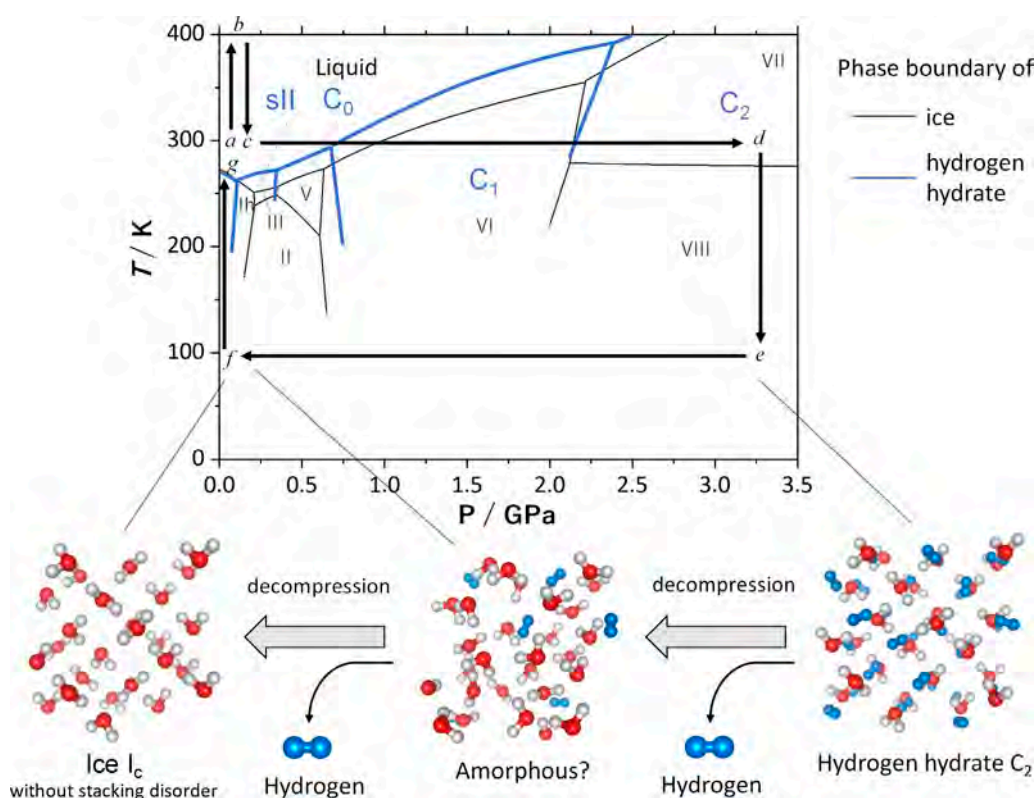 400
300
200
100
0
T / K
0.0
0.5
1.0
1.5
2.0
2.5
3.0
3.5
P / GPa
b
Liquid
sII
C0
VII
a
c
d
g
Ih
III
V
II
C1
VI
C2
VIII
f
e
Phase boundary of
ice
hydrogen
hydrate
decompression
decompression
Ice Ic
without stacking disorder
Hydrogen
Amorphous?
Hydrogen
Hydrogen hydrate C2